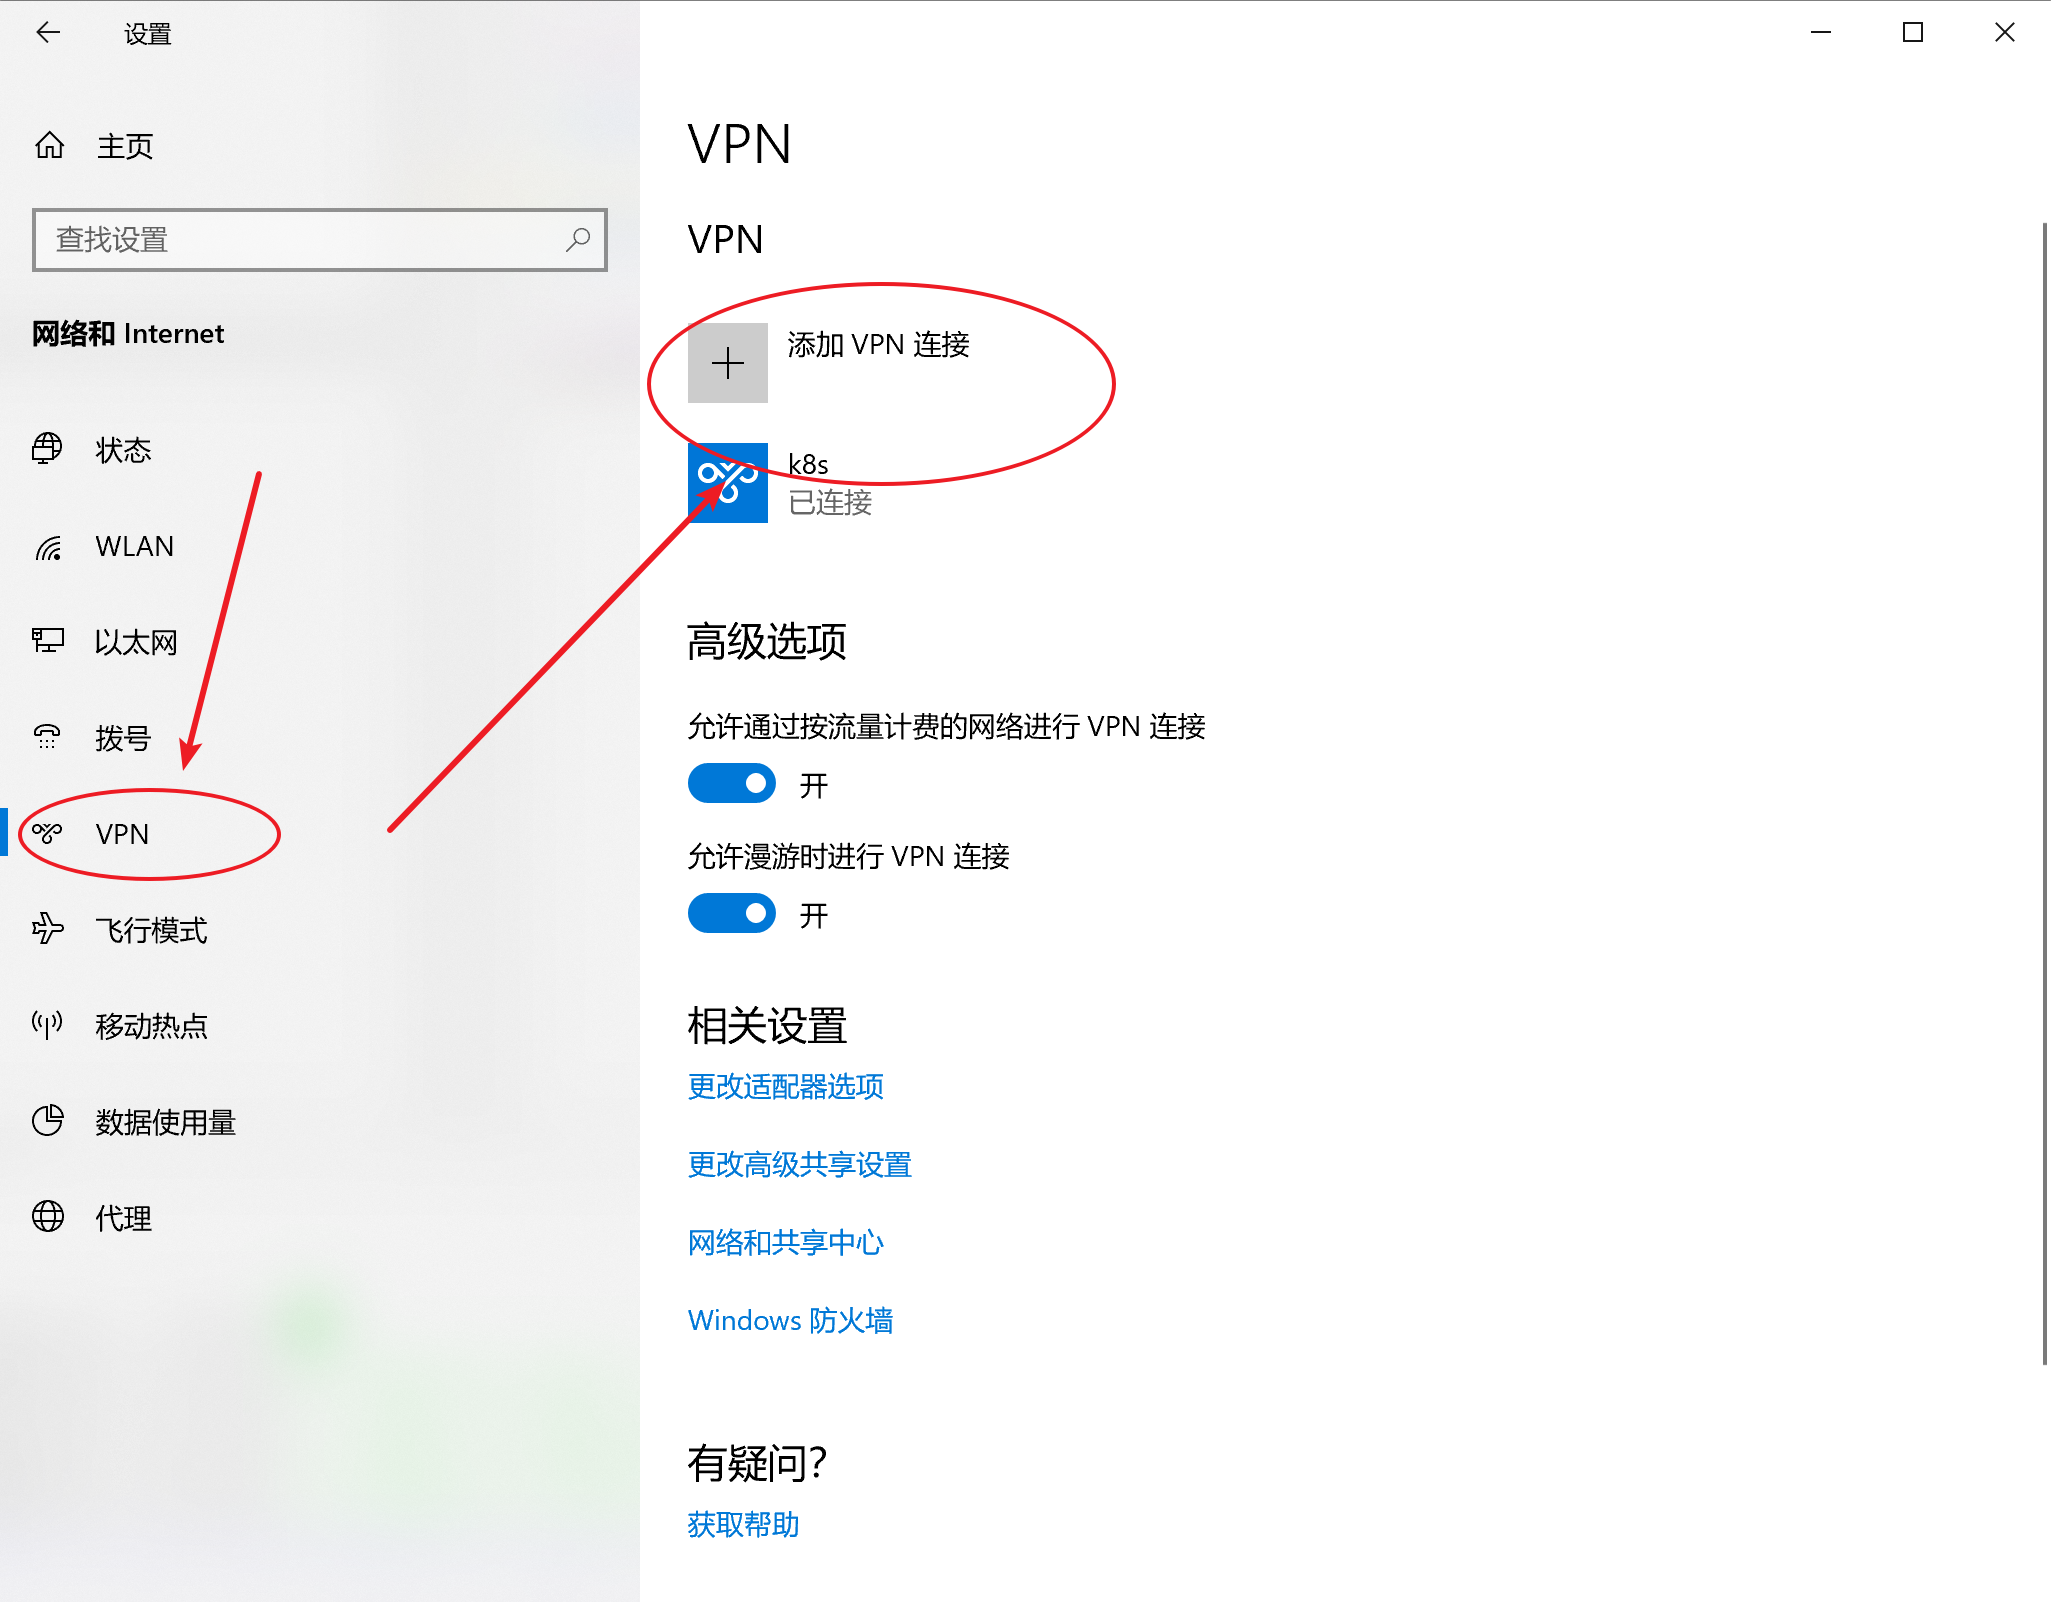 设置
主页
查找设置
网络和 Internet
状态
WLAN
以太网
拨号
VPN
飞行模式
移动热点
数据使用量
代理
VPN
VPN
添加 VPN 连接
k8s
已连接
高级选项
允许通过按流量计费的网络进行 VPN 连接
开
允许漫游时进行 VPN 连接
开
相关设置
更改适配器选项
更改高级共享设置
网络和共享中心
Windows 防火墙
有疑问?
获取帮助